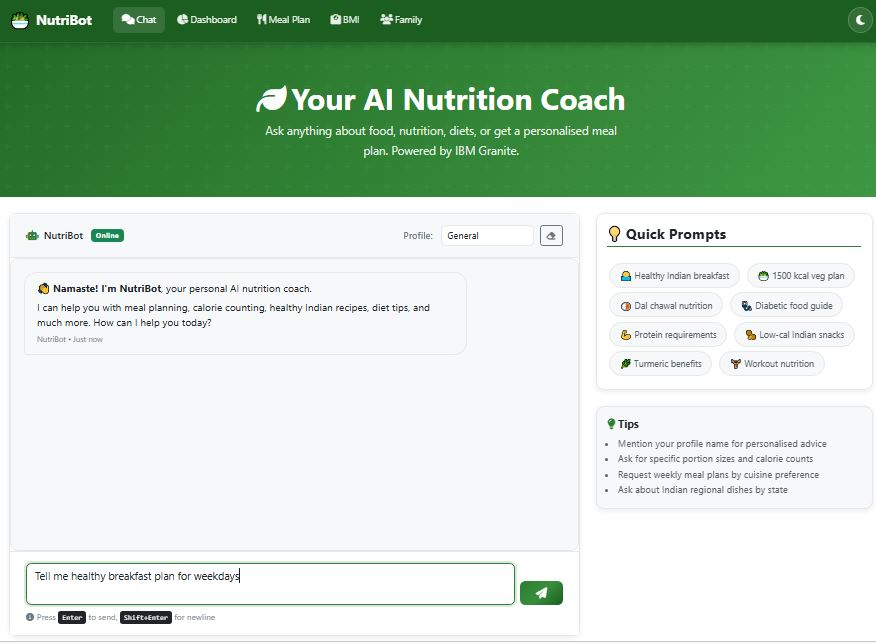 NutriBot Chat Dashboard Meal Plan BMI Family
Your AI Nutrition Coach
Ask anything about food, nutrition, diets, or get a personalised meal
plan. Powered by IBM Granite.
NutriBot Online Profile: General
Namaste! I'm NutriBot, your personal AI nutrition coach.
I can help you with meal planning, calorie counting, healthy Indian recipes, diet tips, and
much more. How can I help you today?
NutriBot • Just now
Tell me healthy breakfast plan for weekdays
Press Enter to send, Shift+Enter for newline
Quick Prompts
Healthy Indian breakfast 1500 kcal veg plan
Dal chawal nutrition Diabetic food guide
Protein requirements Low-cal Indian snacks
Turmeric benefits Workout nutrition
Tips
• Mention your profile name for personalised advice
• Ask for specific portion sizes and calorie counts
• Request weekly meal plans by cuisine preference
• Ask about Indian regional dishes by state